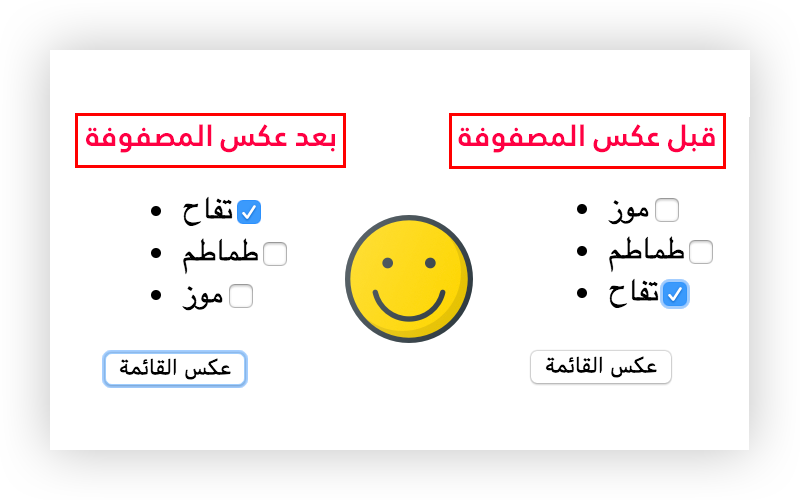 قبل عكس المصفوفة
موز
طماطم
تفاح
عكس القائمة
بعد عكس المصفوفة
تفاح
طماطم
موز
عكس القائمة